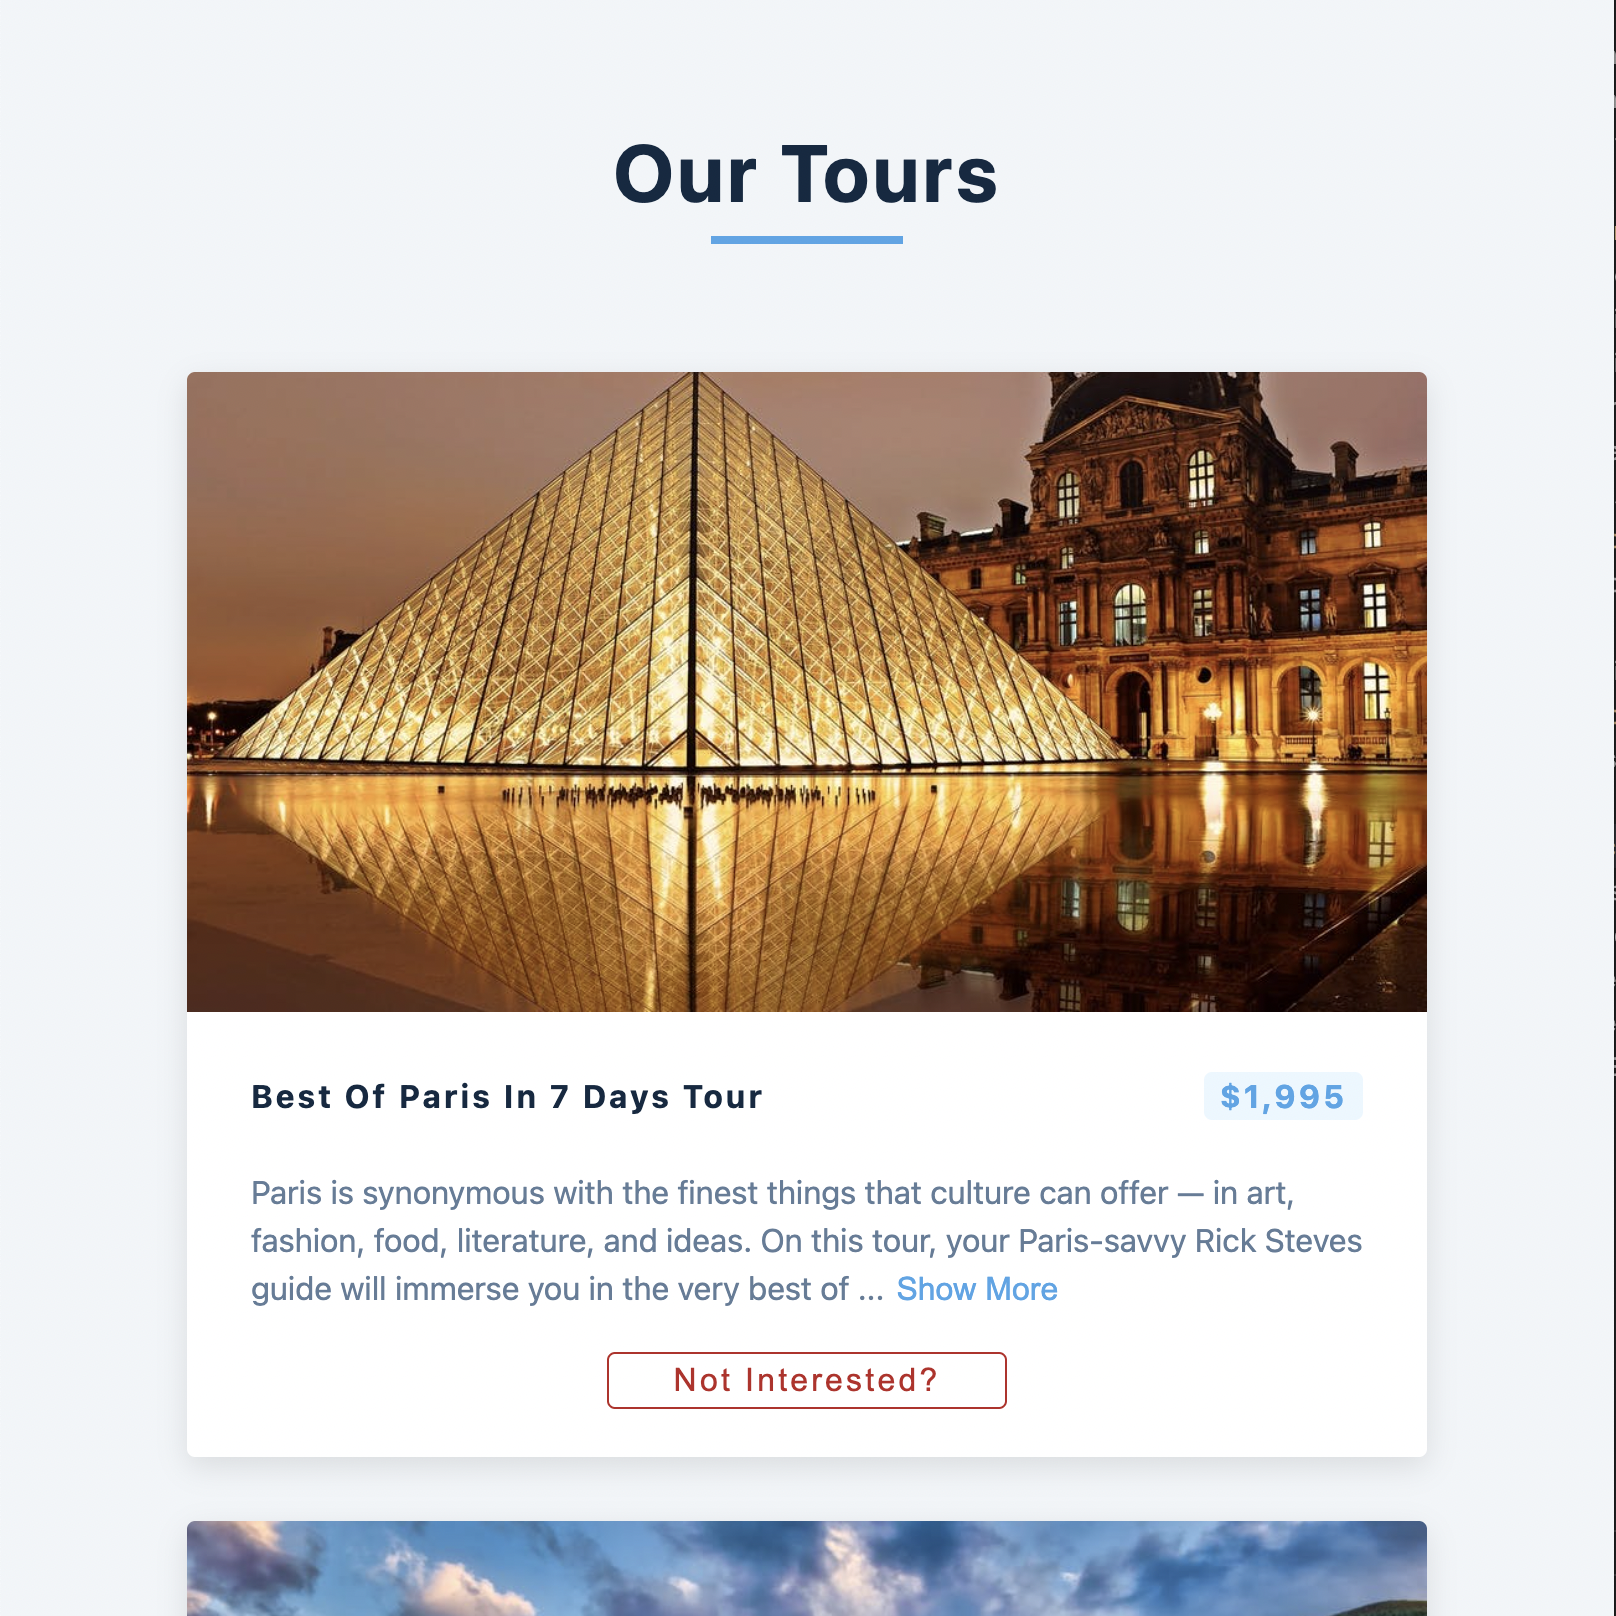 Our Tours
Best Of Paris In 7 Days Tour
$1,995
Paris is synonymous with the finest things that culture can offer — in art,
fashion, food, literature, and ideas. On this tour, your Paris-savvy Rick Steves
guide will immerse you in the very best of ... Show More
Not Interested?